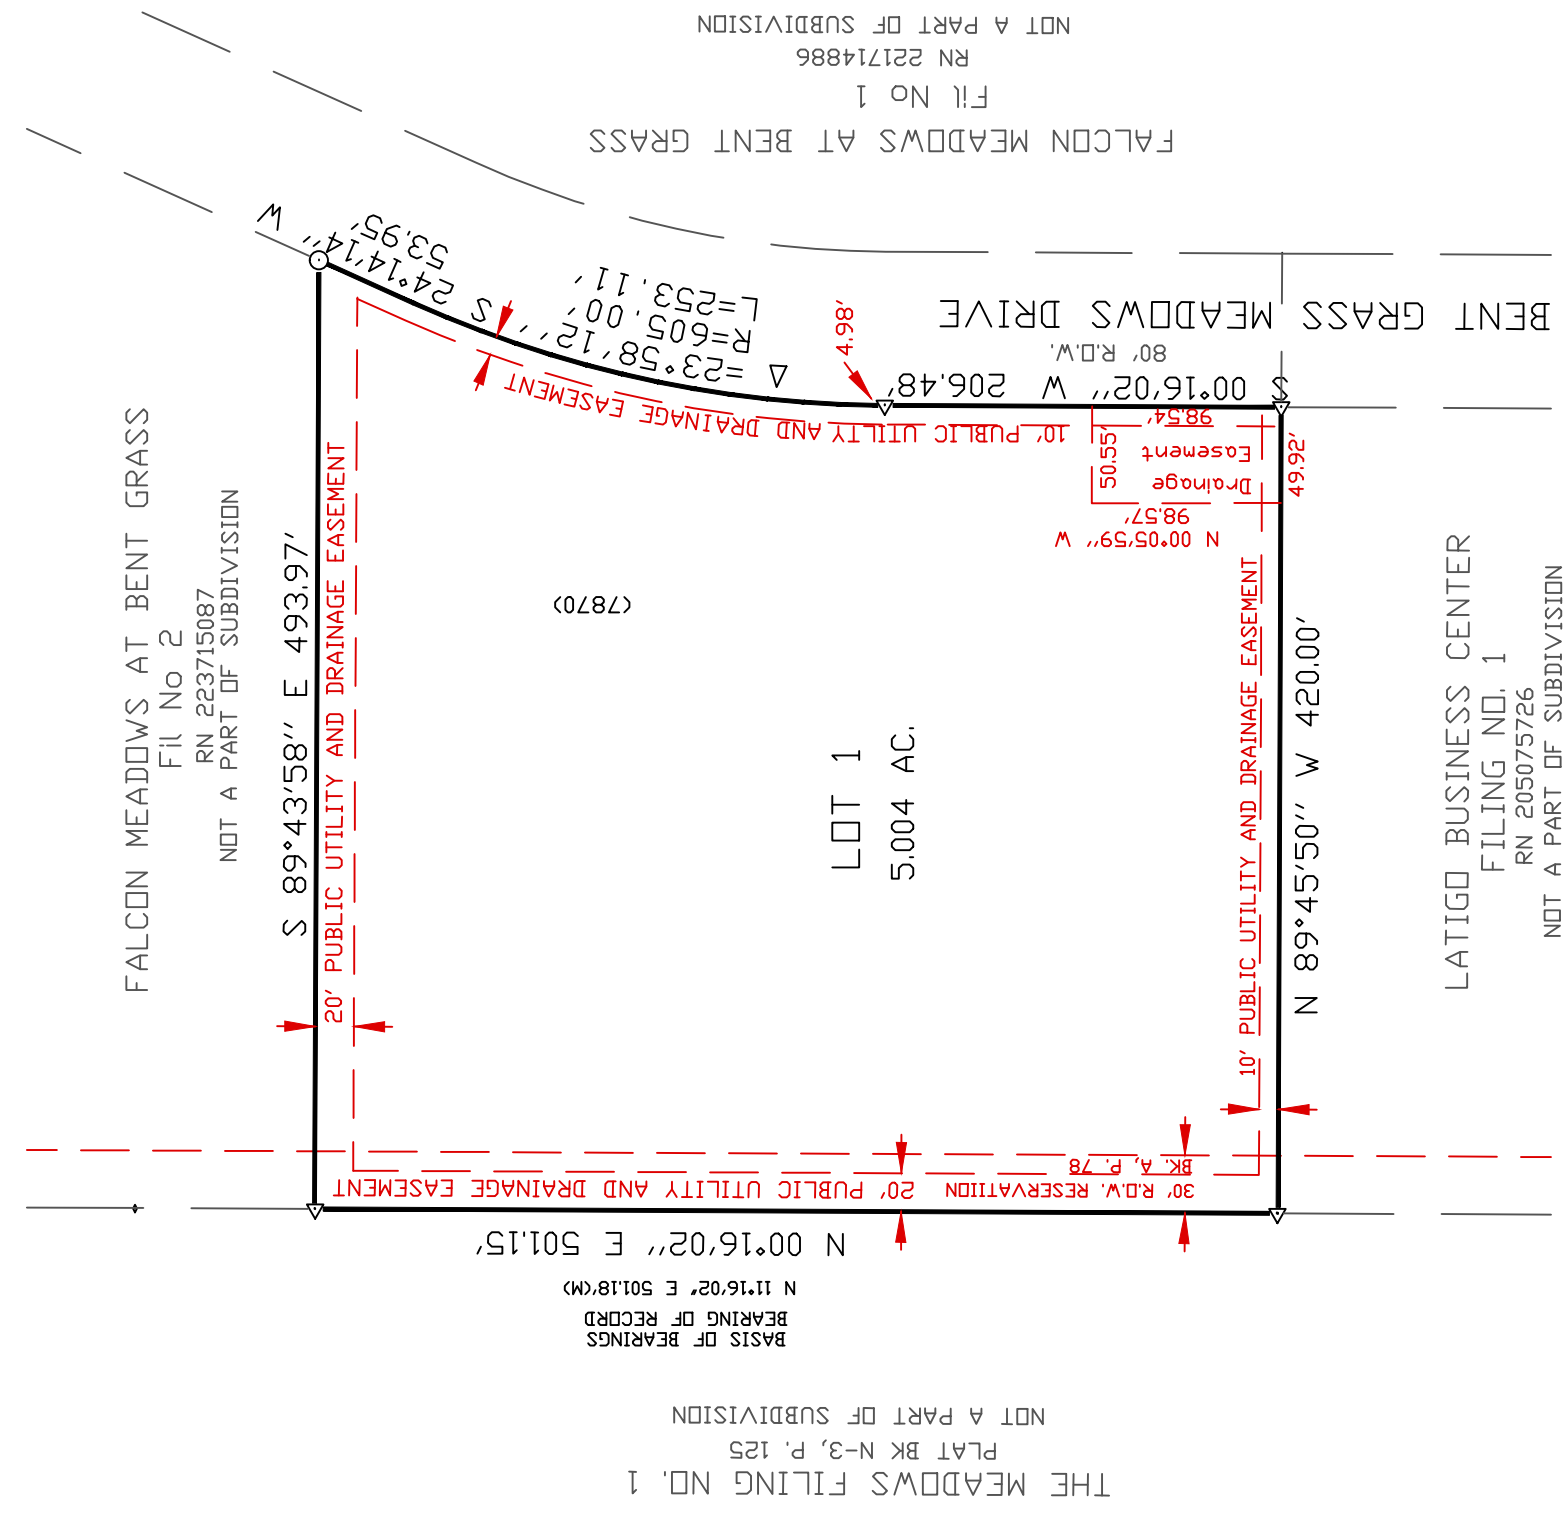 NOT A PART OF SUBDIVISION
RN 221714886
Fil No 1
FALCON MEADOWS AT BENT GRASS
S 24°14'14" W
53.95'
Δ =23°58'12"
R=605.00'
L=253.11'
4.98'
BENT GRASS MEADOWS DRIVE
80' R.O.W.
S 00°16'02" W 206.48'
10' PUBLIC UTILTY AND DRAINAGE EASEMENT
98.54'
50.55'
Drainage
Easement
49.92'
98.57'
N 00°05'59" W
FALCON MEADOWS AT BENT GRASS
Fil No 2
RN 223715087
NOT A PART OF SUBDIVISION
S 89°43'58" E 493.97'
20' PUBLIC UTILITY AND DRAINAGE EASEMENT
(7870)
LOT 1
5.004 AC.
10' PUBLIC UTILITY AND DRAINAGE EASEMENT
N 89°45'50" W 420.00'
LATIGO BUSINESS CENTER
FILING NO. 1
RN 205075726
NOT A PART OF SUBDIVISION
20' PUBLIC UTILITY AND DRAINAGE EASEMENT
30' R.O.W. RESERVATIION
BK. A, P. 78
N 00°16'02" E 501.15'
N 11°16'02" E 501.18'(M)
BEARING OF RECORD
BASIS OF BEARINGS
NOT A PART OF SUBDIVISION
PLAT BK N-3, P. 125
THE MEADOWS FILING NO. 1